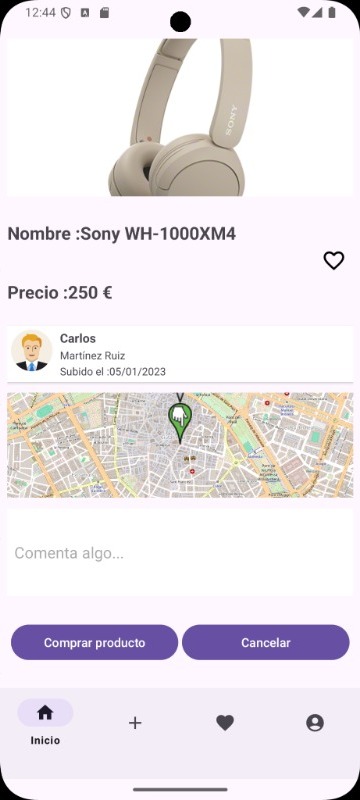 12:44
SONY
Nombre :Sony WH-1000XM4
Precio :250 €
Carlos
Martinez Ruiz
Subido el :05/01/2023
Comenta algo...
Comprar producto
Cancelar
Inicio